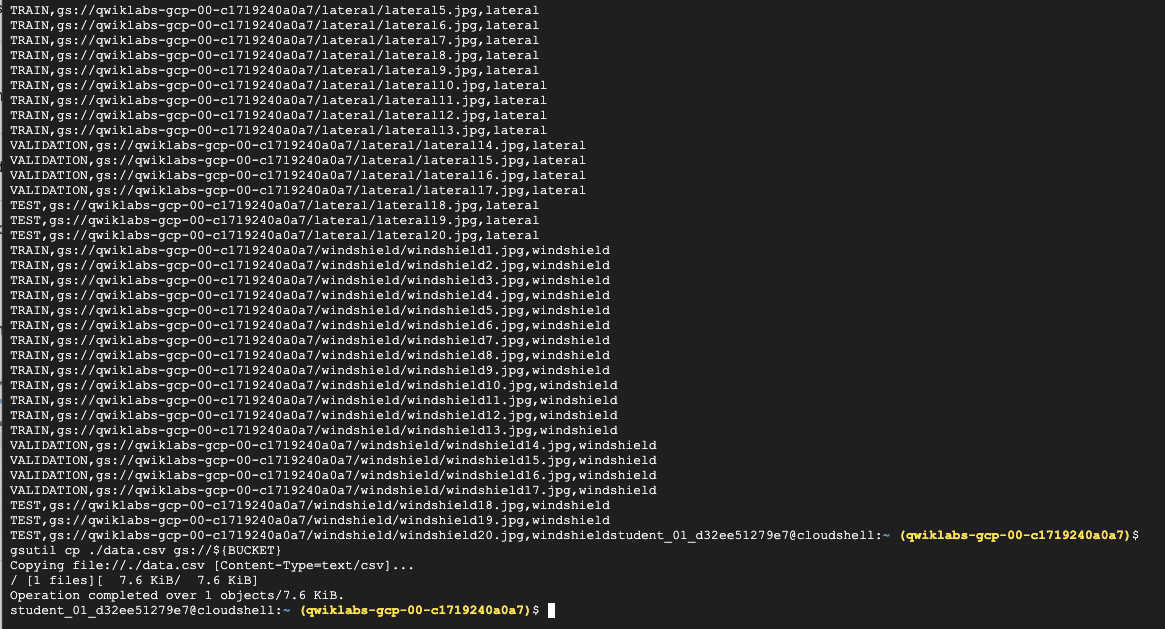 TRAIN,gs://qwiklabs-gcp-00-c1719240a0a7/lateral/lateral5.jpg,lateral
TRAIN,gs://qwiklabs-gcp-00-c1719240a0a7/lateral/lateral6.jpg,lateral
TRAIN,gs://qwiklabs-gcp-00-c1719240a0a7/lateral/lateral7.jpg,lateral
TRAIN,gs://qwiklabs-gcp-00-c1719240a0a7/lateral/lateral8.jpg,lateral
TRAIN,gs://qwiklabs-gcp-00-c1719240a0a7/lateral/lateral9.jpg,lateral
TRAIN,gs://qwiklabs-gcp-00-c1719240a0a7/lateral/lateral10.jpg,lateral
TRAIN,gs://qwiklabs-gcp-00-c1719240a0a7/lateral/lateral11.jpg,lateral
TRAIN,gs://qwiklabs-gcp-00-c1719240a0a7/lateral/lateral12.jpg,lateral
TRAIN,gs://qwiklabs-gcp-00-c1719240a0a7/lateral/lateral13.jpg,lateral
VALIDATION,gs://qwiklabs-gcp-00-c1719240a0a7/lateral/lateral14.jpg,lateral
VALIDATION,gs://qwiklabs-gcp-00-c1719240a0a7/lateral/lateral15.jpg,lateral
VALIDATION,gs://qwiklabs-gcp-00-c1719240a0a7/lateral/lateral16.jpg,lateral
VALIDATION,gs://qwiklabs-gcp-00-c1719240a0a7/lateral/lateral17.jpg,lateral
TEST,gs://qwiklabs-gcp-00-c1719240a0a7/lateral/lateral18.jpg,lateral
TEST,gs://qwiklabs-gcp-00-c1719240a0a7/lateral/lateral19.jpg,lateral
TEST,gs://qwiklabs-gcp-00-c1719240a0a7/lateral/lateral20.jpg,lateral
TRAIN,gs://qwiklabs-gcp-00-c1719240a0a7/windshield/windshield1.jpg,windshield
TRAIN,gs://qwiklabs-gcp-00-c1719240a0a7/windshield/windshield2.jpg,windshield
TRAIN,gs://qwiklabs-gcp-00-c1719240a0a7/windshield/windshield3.jpg,windshield
TRAIN,gs://qwiklabs-gcp-00-c1719240a0a7/windshield/windshield4.jpg,windshield
TRAIN,gs://qwiklabs-gcp-00-c1719240a0a7/windshield/windshield5.jpg,windshield
TRAIN,gs://qwiklabs-gcp-00-c1719240a0a7/windshield/windshield6.jpg,windshield
TRAIN,gs://qwiklabs-gcp-00-c1719240a0a7/windshield/windshield7.jpg,windshield
TRAIN,gs://qwiklabs-gcp-00-c1719240a0a7/windshield/windshield8.jpg,windshield
TRAIN,gs://qwiklabs-gcp-00-c1719240a0a7/windshield/windshield9.jpg,windshield
TRAIN,gs://qwiklabs-gcp-00-c1719240a0a7/windshield/windshield10.jpg,windshield
TRAIN,gs://qwiklabs-gcp-00-c1719240a0a7/windshield/windshield11.jpg,windshield
TRAIN,gs://qwiklabs-gcp-00-c1719240a0a7/windshield/windshield12.jpg,windshield
TRAIN,gs://qwiklabs-gcp-00-c1719240a0a7/windshield/windshield13.jpg,windshield
VALIDATION,gs://qwiklabs-gcp-00-c1719240a0a7/windshield/windshield14.jpg,windshield
VALIDATION,gs://qwiklabs-gcp-00-c1719240a0a7/windshield/windshield15.jpg,windshield
VALIDATION,gs://qwiklabs-gcp-00-c1719240a0a7/windshield/windshield16.jpg,windshield
VALIDATION,gs://qwiklabs-gcp-00-c1719240a0a7/windshield/windshield17.jpg,windshield
TEST,gs://qwiklabs-gcp-00-c1719240a0a7/windshield/windshield18.jpg,windshield
TEST,gs://qwiklabs-gcp-00-c1719240a0a7/windshield/windshield19.jpg,windshield
TEST,gs://qwiklabs-gcp-00-c1719240a0a7/windshield/windshield20.jpg,windshieldstudent_01_d32ee51279e7@cloudshell:~ (qwiklabs-gcp-00-c1719240a0a7)$
gsutil cp ./data.csv gs://${BUCKET}
Copying file://./data.csv [Content-Type=text/csv]...
/ [1 files][  7.6 KiB/  7.6 KiB]
Operation completed over 1 objects/7.6 KiB.
student_01_d32ee51279e7@cloudshell:~ (qwiklabs-gcp-00-c1719240a0a7)$